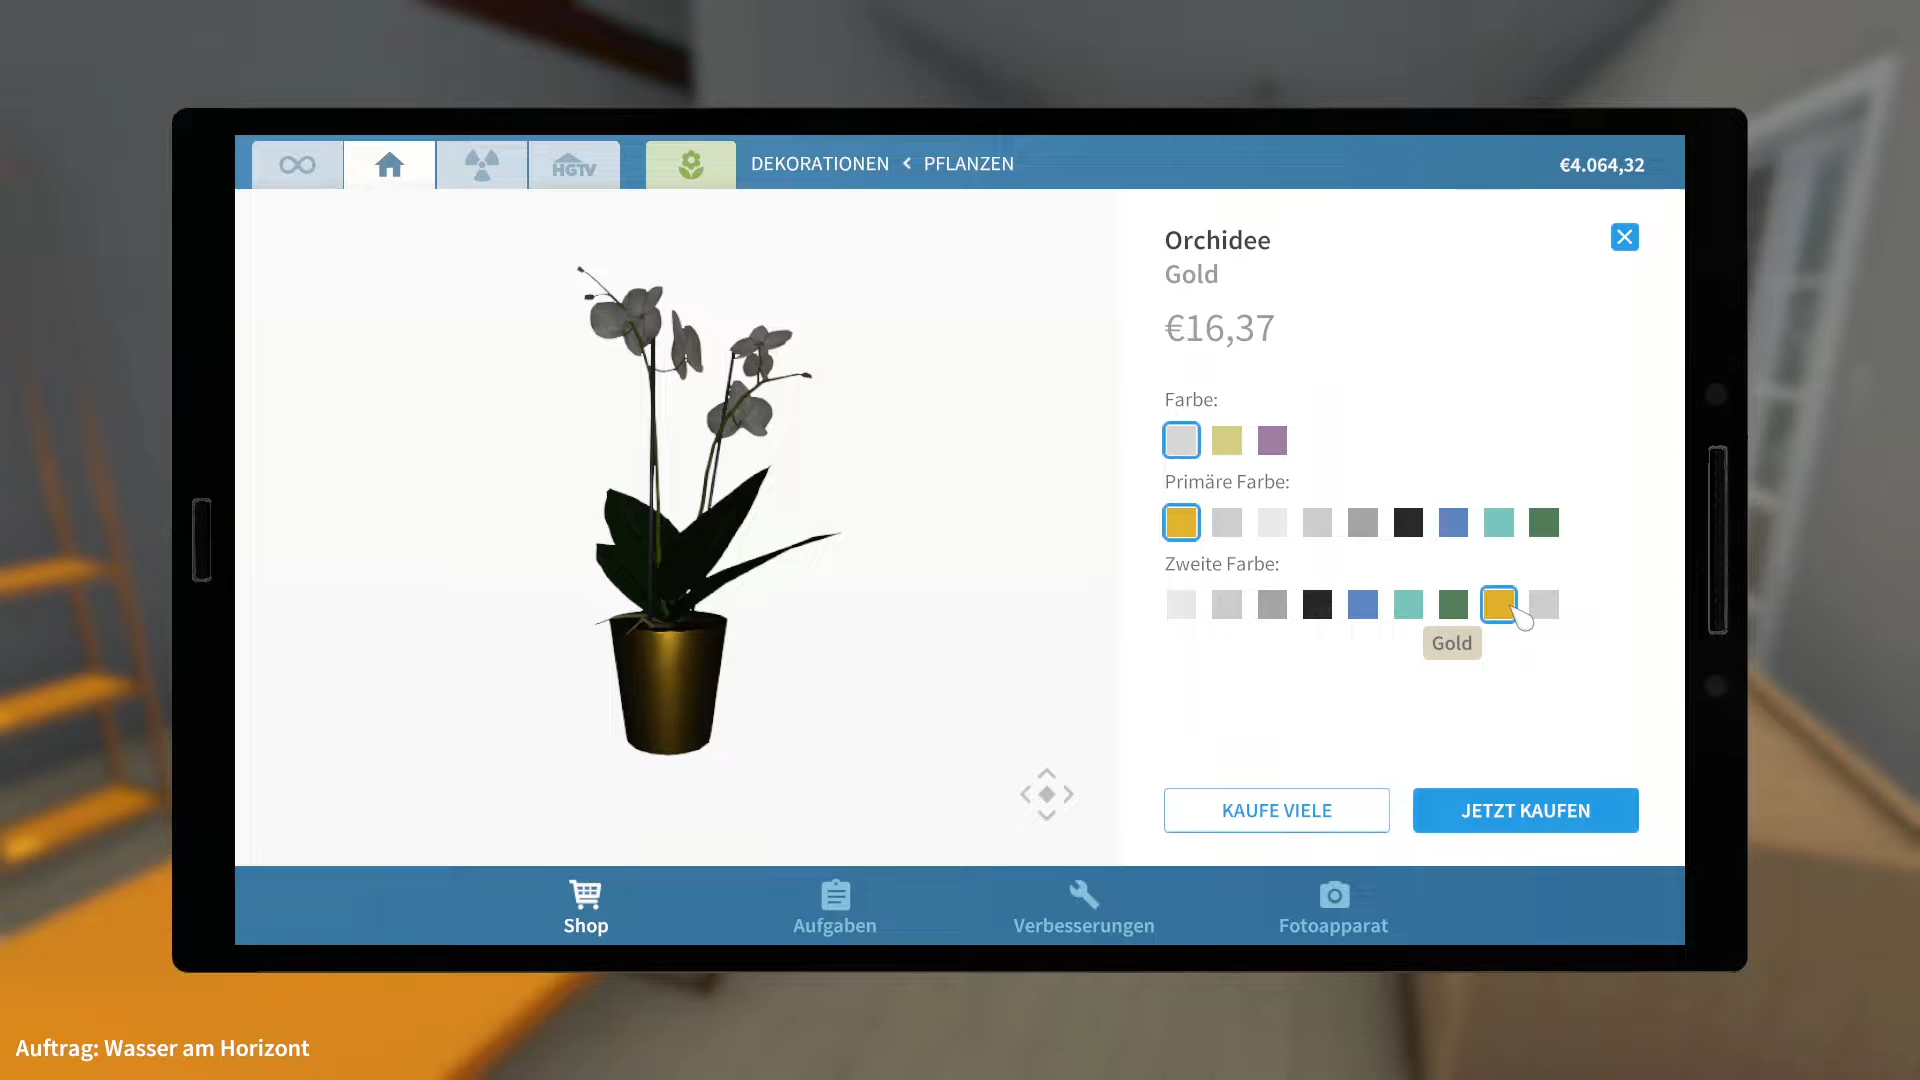 HGTV
DEKORATIONEN < PFLANZEN
€4.064,32
Orchidee
Gold
€16,37
Farbe:
Primäre Farbe:
Zweite Farbe:
Gold
KAUFE VIELE
JETZT KAUFEN
Shop
Aufgaben
Verbesserungen
Fotoapparat
Auftrag: Wasser am Horizont